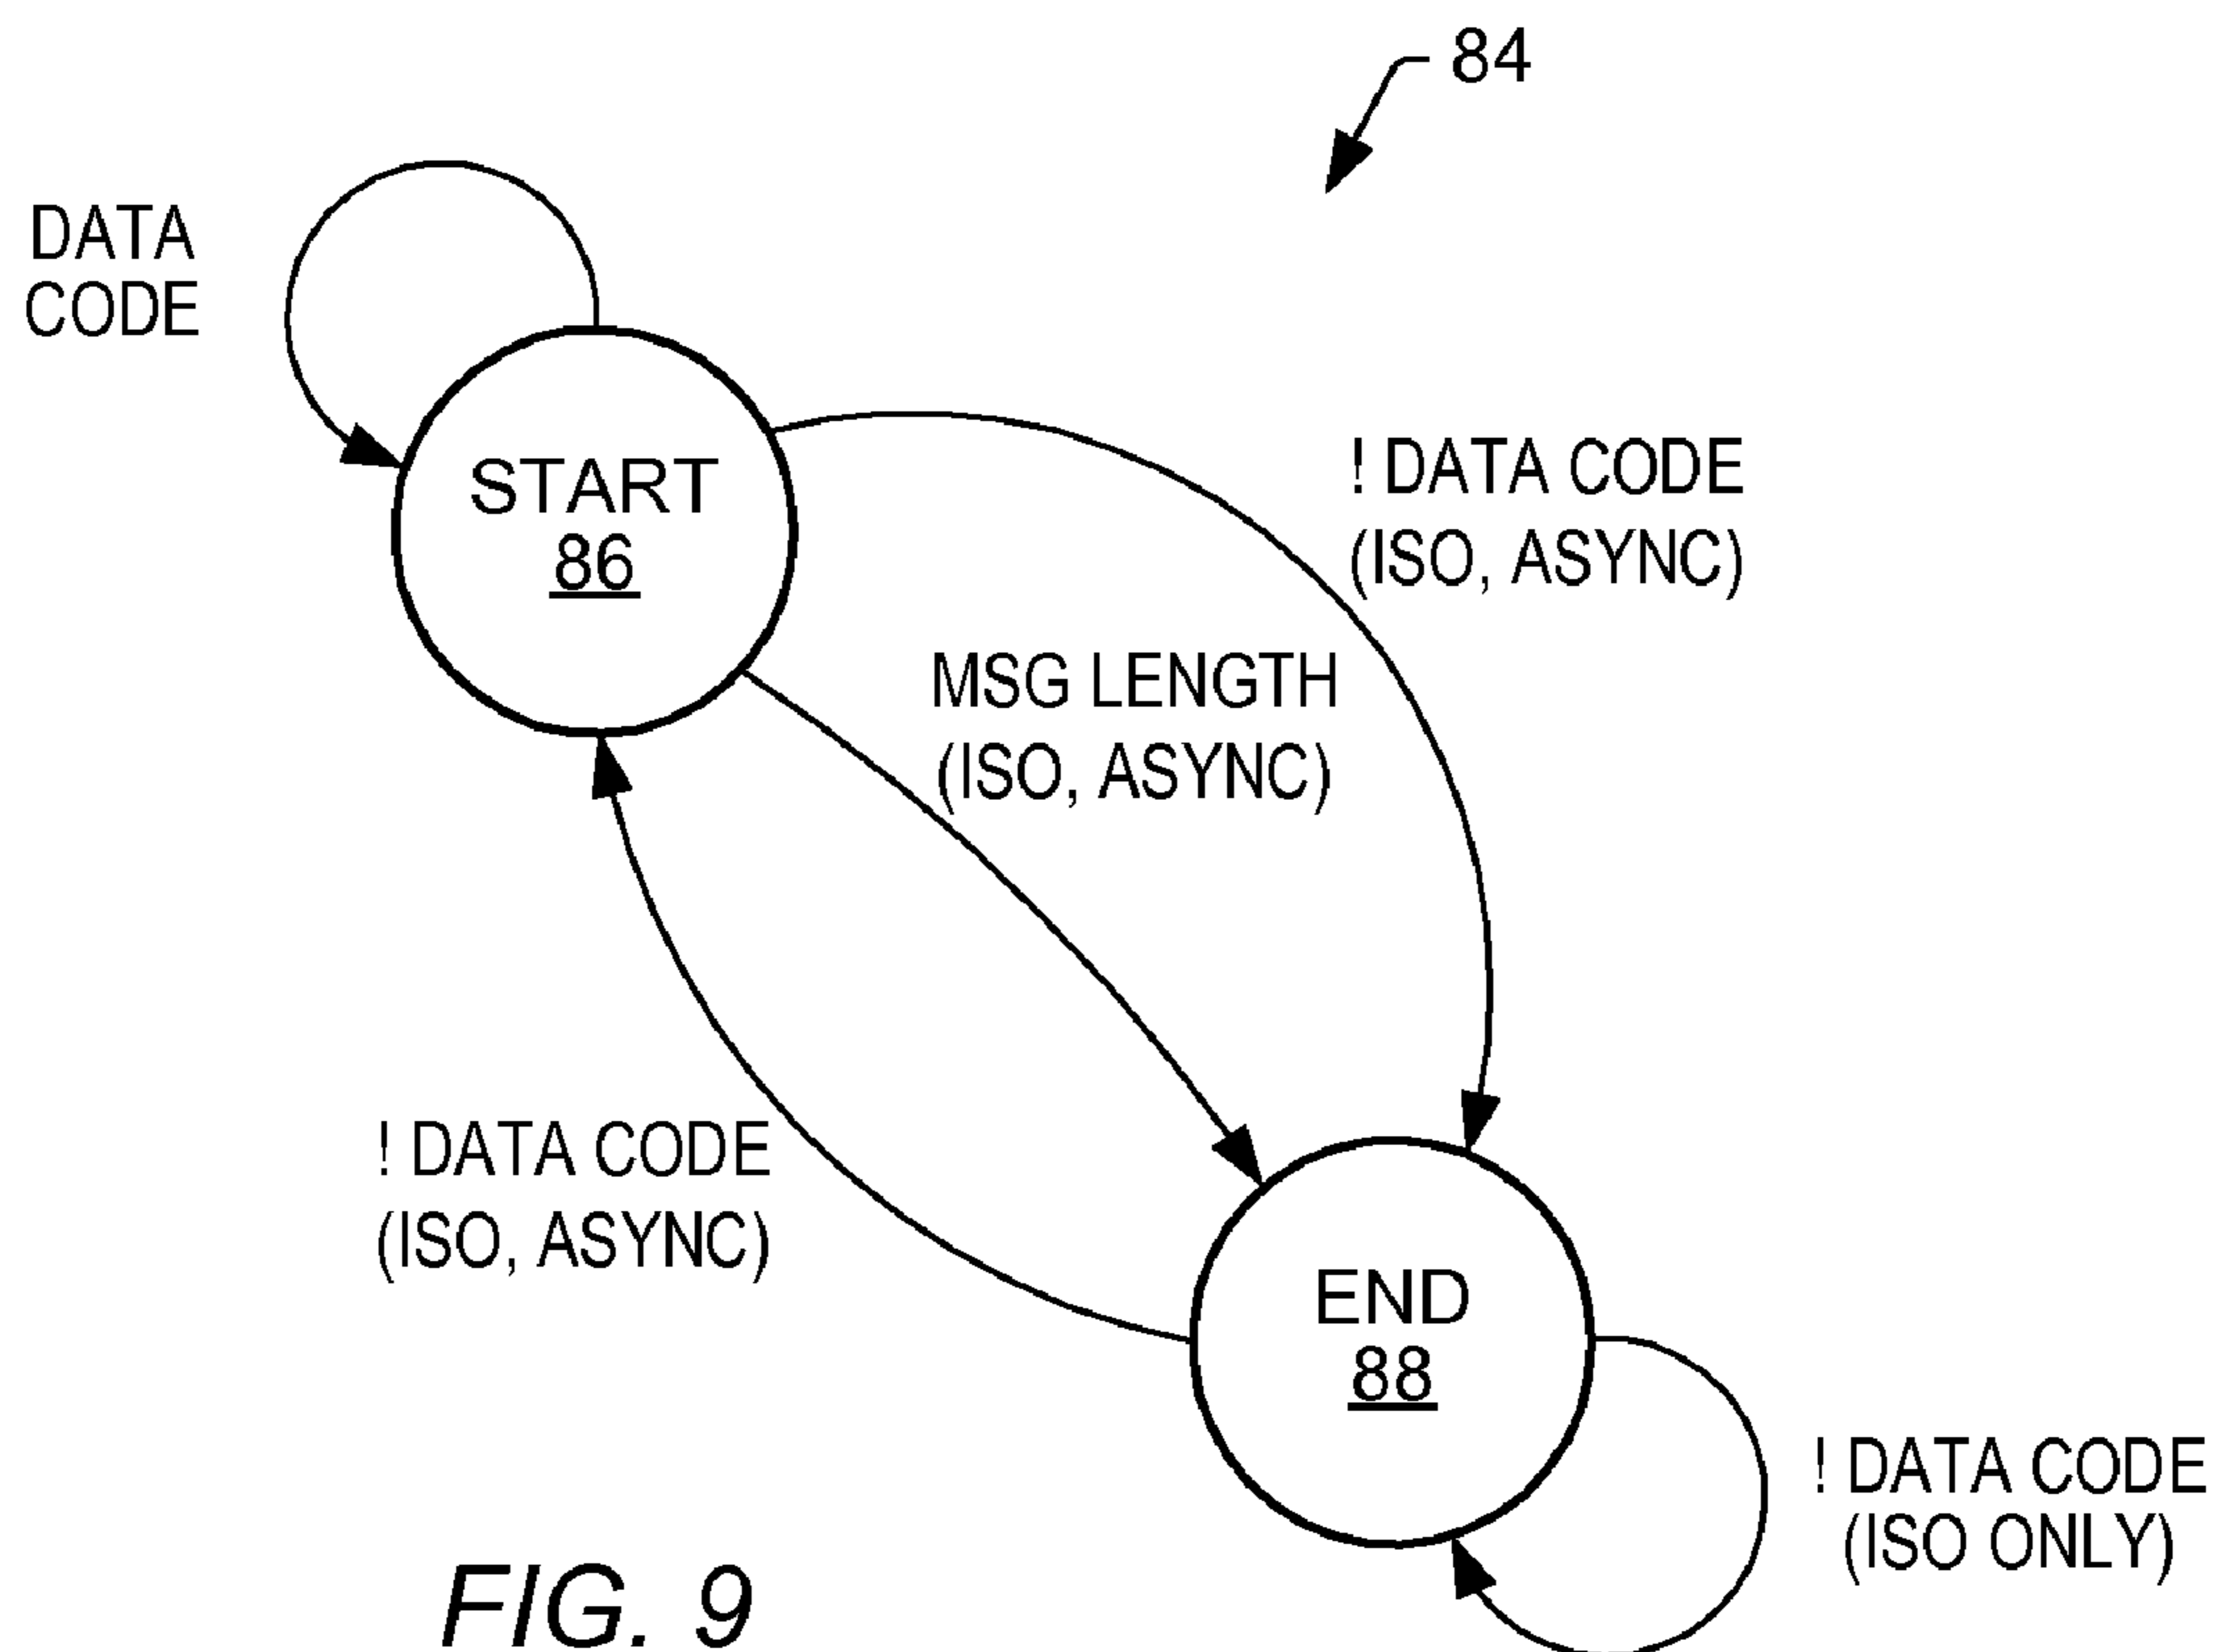 84
DATA
CODE
START
86
! DATA CODE
(ISO, ASYNC)
MSG LENGTH
(ISO, ASYNC)
! DATA CODE
(ISO, ASYNC)
END
88
! DATA CODE
(ISO ONLY)
FIG. 9